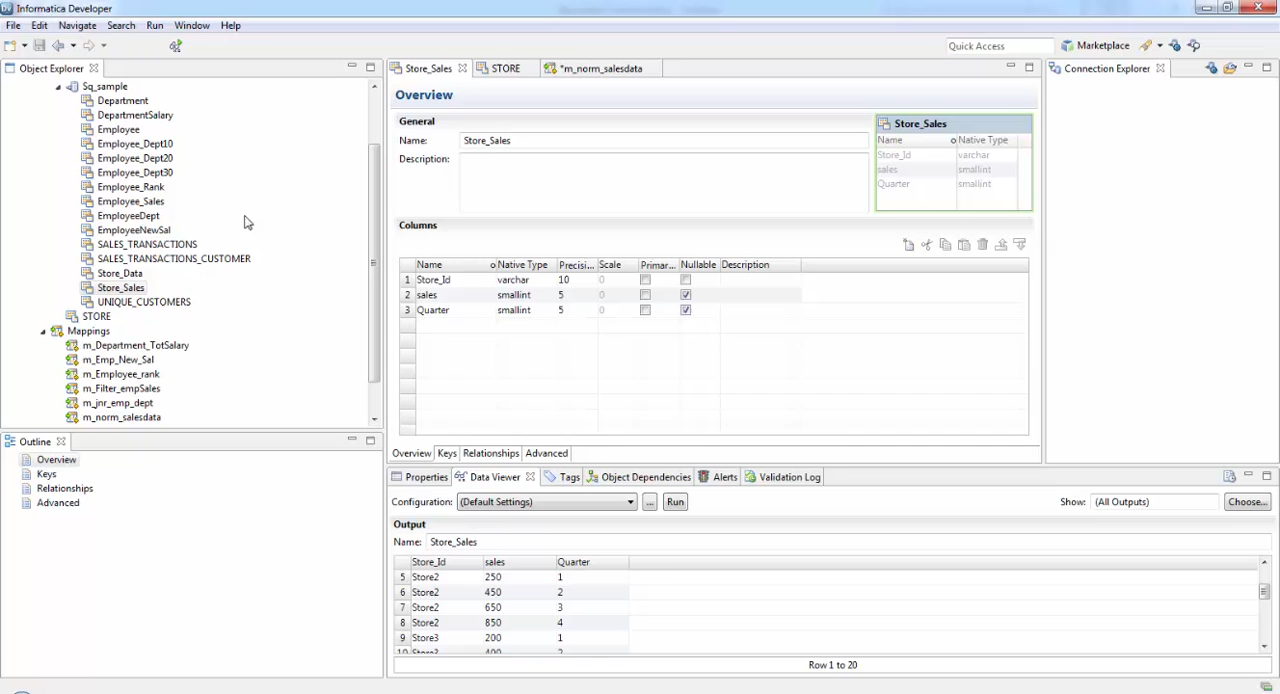 Informatica Developer
File Edit Navigate Search Run Window Help
Quick Access
Marketplace
Object Explorer
Sq_sample
Department
DepartmentSalary
Employee
Employee_Dept10
Employee_Dept20
Employee_Dept30
Employee_Rank
Employee_Sales
EmployeeDept
EmployeeNewSal
SALES_TRANSACTIONS
SALES_TRANSACTIONS_CUSTOMER
Store_Data
Store_Sales
UNIQUE_CUSTOMERS
STORE
Mappings
m_Department_TotSalary
m_Emp_New_Sal
m_Employee_rank
m_Filter_empSales
m_jnr_emp_dept
m_norm_salesdata
Outline
Overview
Keys
Relationships
Advanced
Store_Sales STORE *m_norm_salesdata
Overview
General
Name: Store_Sales
Description:
Store_Sales
Name Native Type
Store_Id varchar
sales smallint
Quarter smallint
Columns
Name Native Type Precisi... Scale Primar... Nullable Description
1 Store_Id varchar 10 0
2 sales smallint 5 0
3 Quarter smallint 5 0
Overview Keys Relationships Advanced
Properties Data Viewer Tags Object Dependencies Alerts Validation Log
Configuration: (Default Settings) ... Run Show: (All Outputs) Choose...
Output
Name: Store_Sales
Store_Id sales Quarter
5 Store2 250 1
6 Store2 450 2
7 Store2 650 3
8 Store2 850 4
9 Store3 200 1
10 Store3 400 2
Row 1 to 20
Connection Explorer